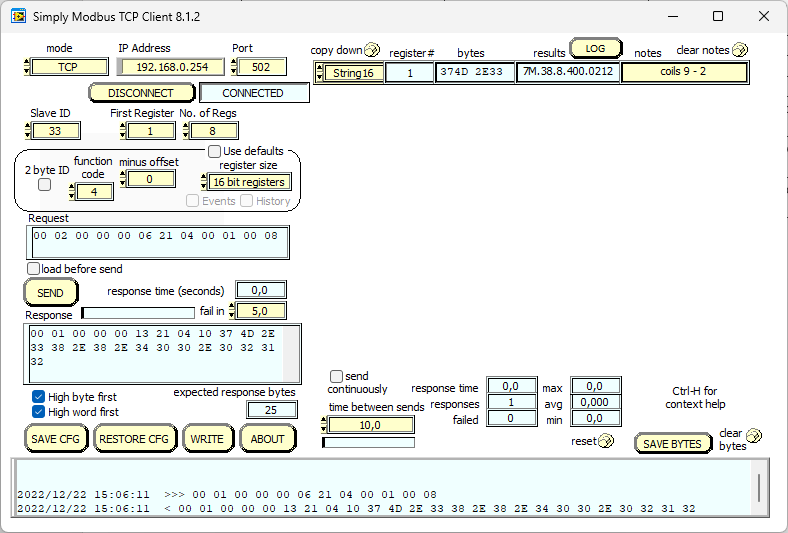 Simply Modbus TCP Client 8.1.2
mode IP Address Port
TCP 192.168.0.254 502
DISCONNECT CONNECTED
copy down register# bytes results LOG notes clear notes
String16 1 374D 2E33 7M.38.8.400.0212 coils 9 - 2
Slave ID First Register No. of Regs
33 1 8
2 byte ID function code minus offset Use defaults register size
4 0 16 bit registers
Events History
Request
00 02 00 00 00 06 21 04 00 01 00 08
load before send
SEND response time (seconds) 0,0
Response fail in 5,0
00 01 00 00 00 13 21 04 10 37 4D 2E
33 38 2E 38 2E 34 30 30 2E 30 32 31
32
High byte first
High word first
expected response bytes
25
SAVE CFG RESTORE CFG WRITE ABOUT
send continuously
time between sends
10,0
response time 0,0 max 0,0
responses 1 avg 0,000
failed 0 min 0,0
reset
Ctrl-H for
context help
SAVE BYTES clear bytes
2022/12/22 15:06:11 >>> 00 01 00 00 00 06 21 04 00 01 00 08
2022/12/22 15:06:11 < 00 01 00 00 00 13 21 04 10 37 4D 2E 33 38 2E 38 2E 34 30 30 2E 30 32 31 32